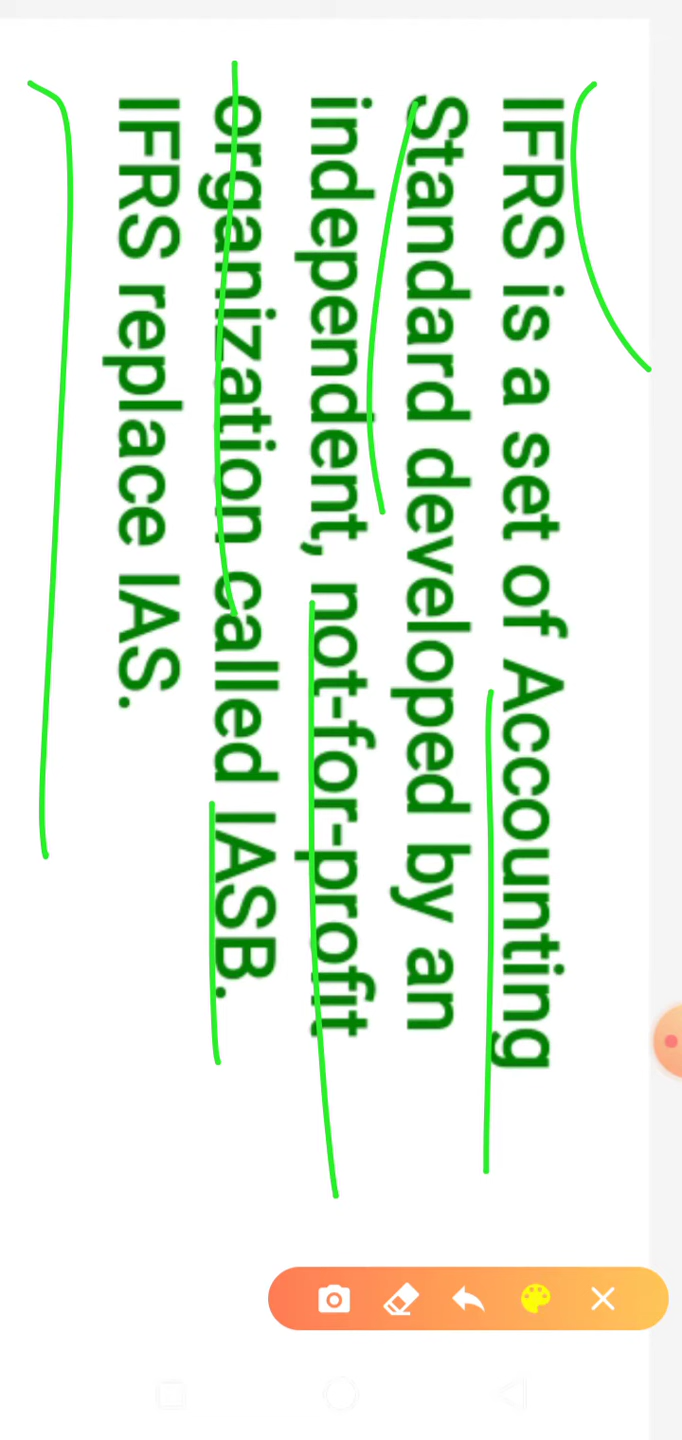 IFRS is a set of Accounting
Standard developed by an
independent, not-for-profit
organization called IASB.
IFRS replace IAS.